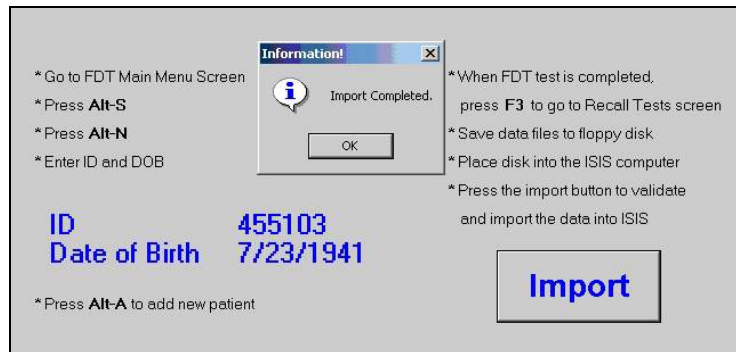 Information!
Import Completed.
OK
*Go to FDT Main Menu Screen
*Press Alt-S
*Press Alt-N
*Enter ID and DOB
ID 455103
Date of Birth 7/23/1941
*Press Alt-A to add new patient
*When FDT test is completed,
press F3 to go to Recall Tests screen
*Save data files to floppy disk
*Place disk into the ISIS computer
*Press the import button to validate
and import the data into ISIS
Import